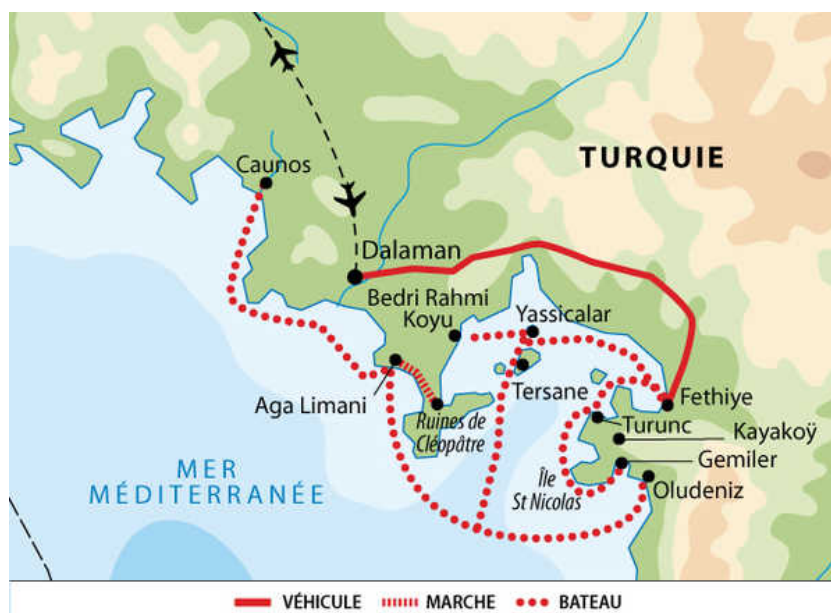 TURQUIE
Caunos
Dalaman
Bedri Rahmi
Koyu
Yassicalar
Aga Limani
Tersane
Ruines de
Cléopâtre
Fethiye
Turunc
Kayakoÿ
Gemiler
Île
St Nicolas
Oludeniz
MER
MÉDITERRANÉE
VÉHICULE MARCHE BATEAU